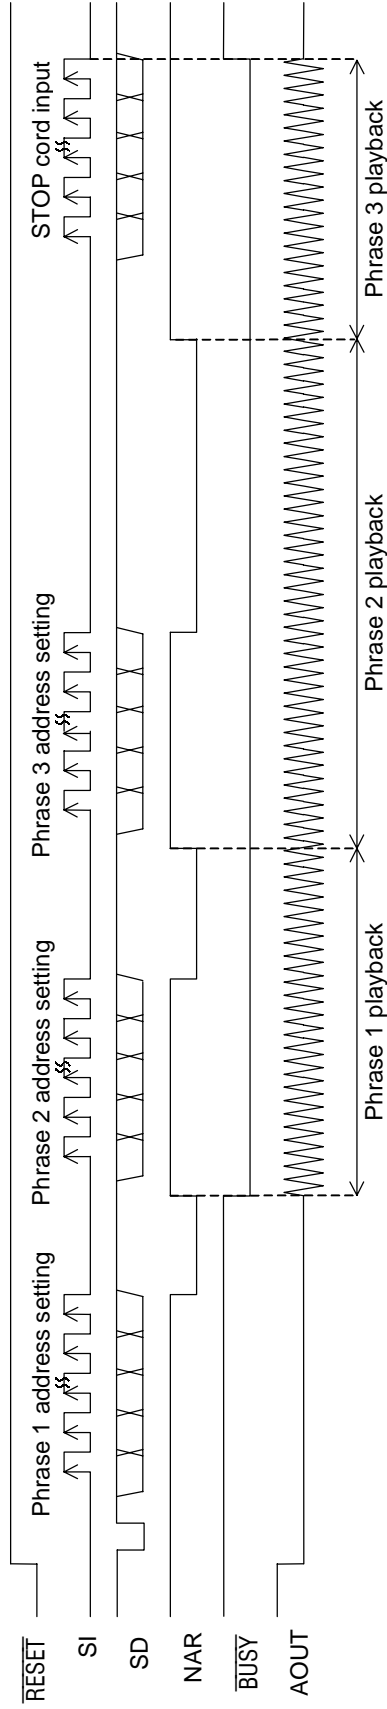 Phrase 1 address setting
Phrase 2 address setting
Phrase 3 address setting
STOP cord input
RESET
SI
SD
NAR
BUSY
AOUT
Phrase 1 playback
Phrase 2 playback
Phrase 3 playback